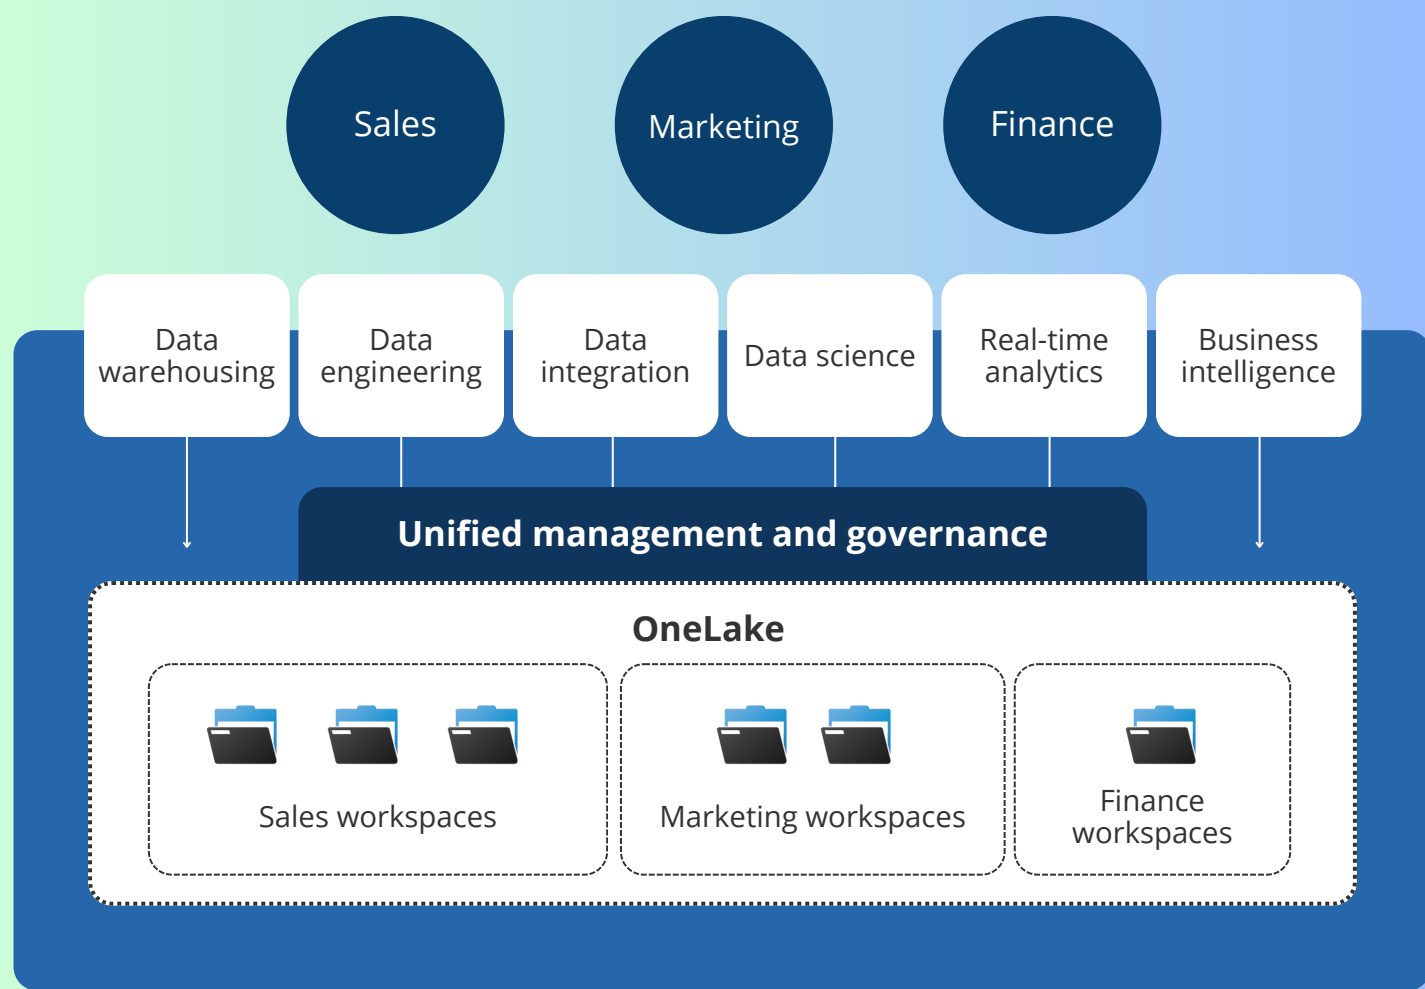 Sales
Marketing
Finance
Data
warehousing
Data
engineering
Data
integration
Data science
Real-time
analytics
Business
intelligence
Unified management and governance
OneLake
Sales workspaces
Marketing workspaces
Finance
workspaces